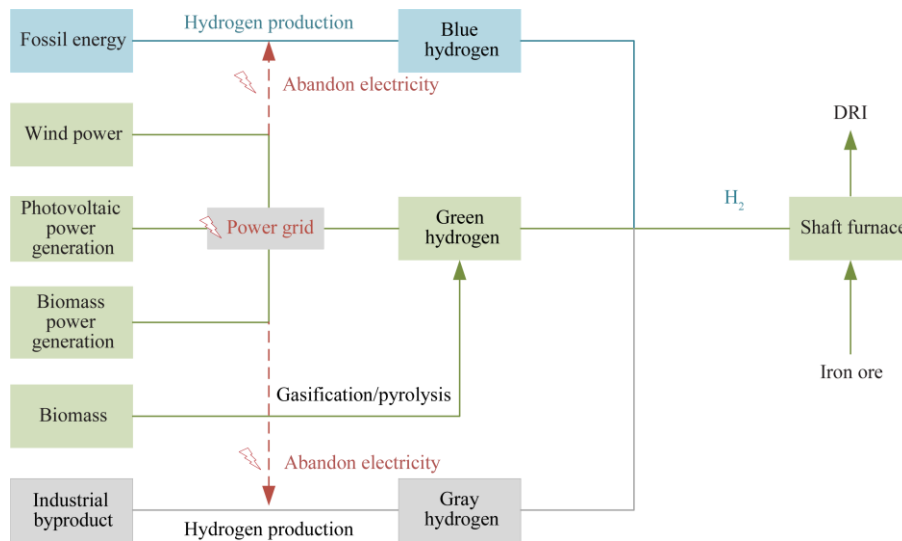 Fossil energy
Hydrogen production
Blue
hydrogen
Abandon electricity
Wind power
DRI
Photovoltaic
power
generation
Power grid
Green
hydrogen
H₂
Shaft furnace
Biomass
power
generation
Iron ore
Gasification/pyrolysis
Biomass
Abandon electricity
Industrial
byproduct
Hydrogen production
Gray
hydrogen